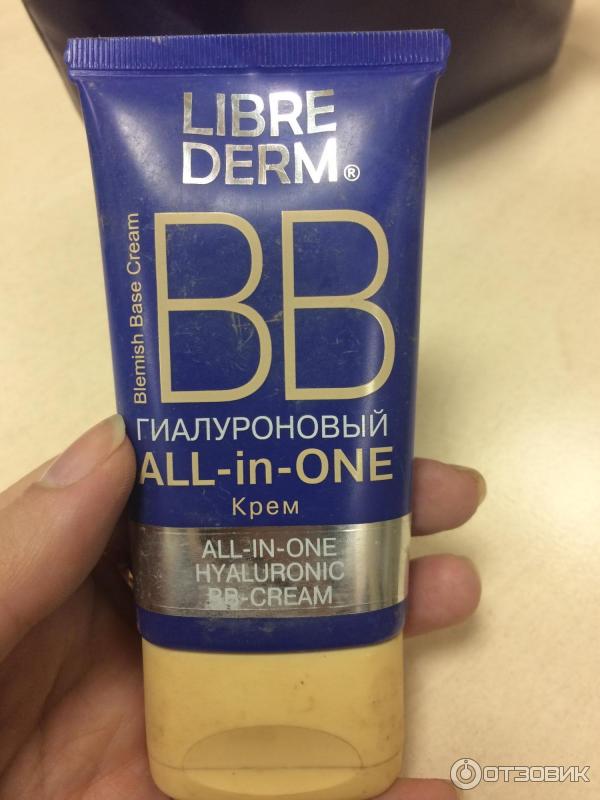 LIBRE
DERM®
Blemish Base Cream
BB
ГИАЛУРОНОВЫЙ
ALL-in-ONE
Крем
ALL-IN-ONE
HYALURONIC
BB-CREAM
ОТЗОВИК